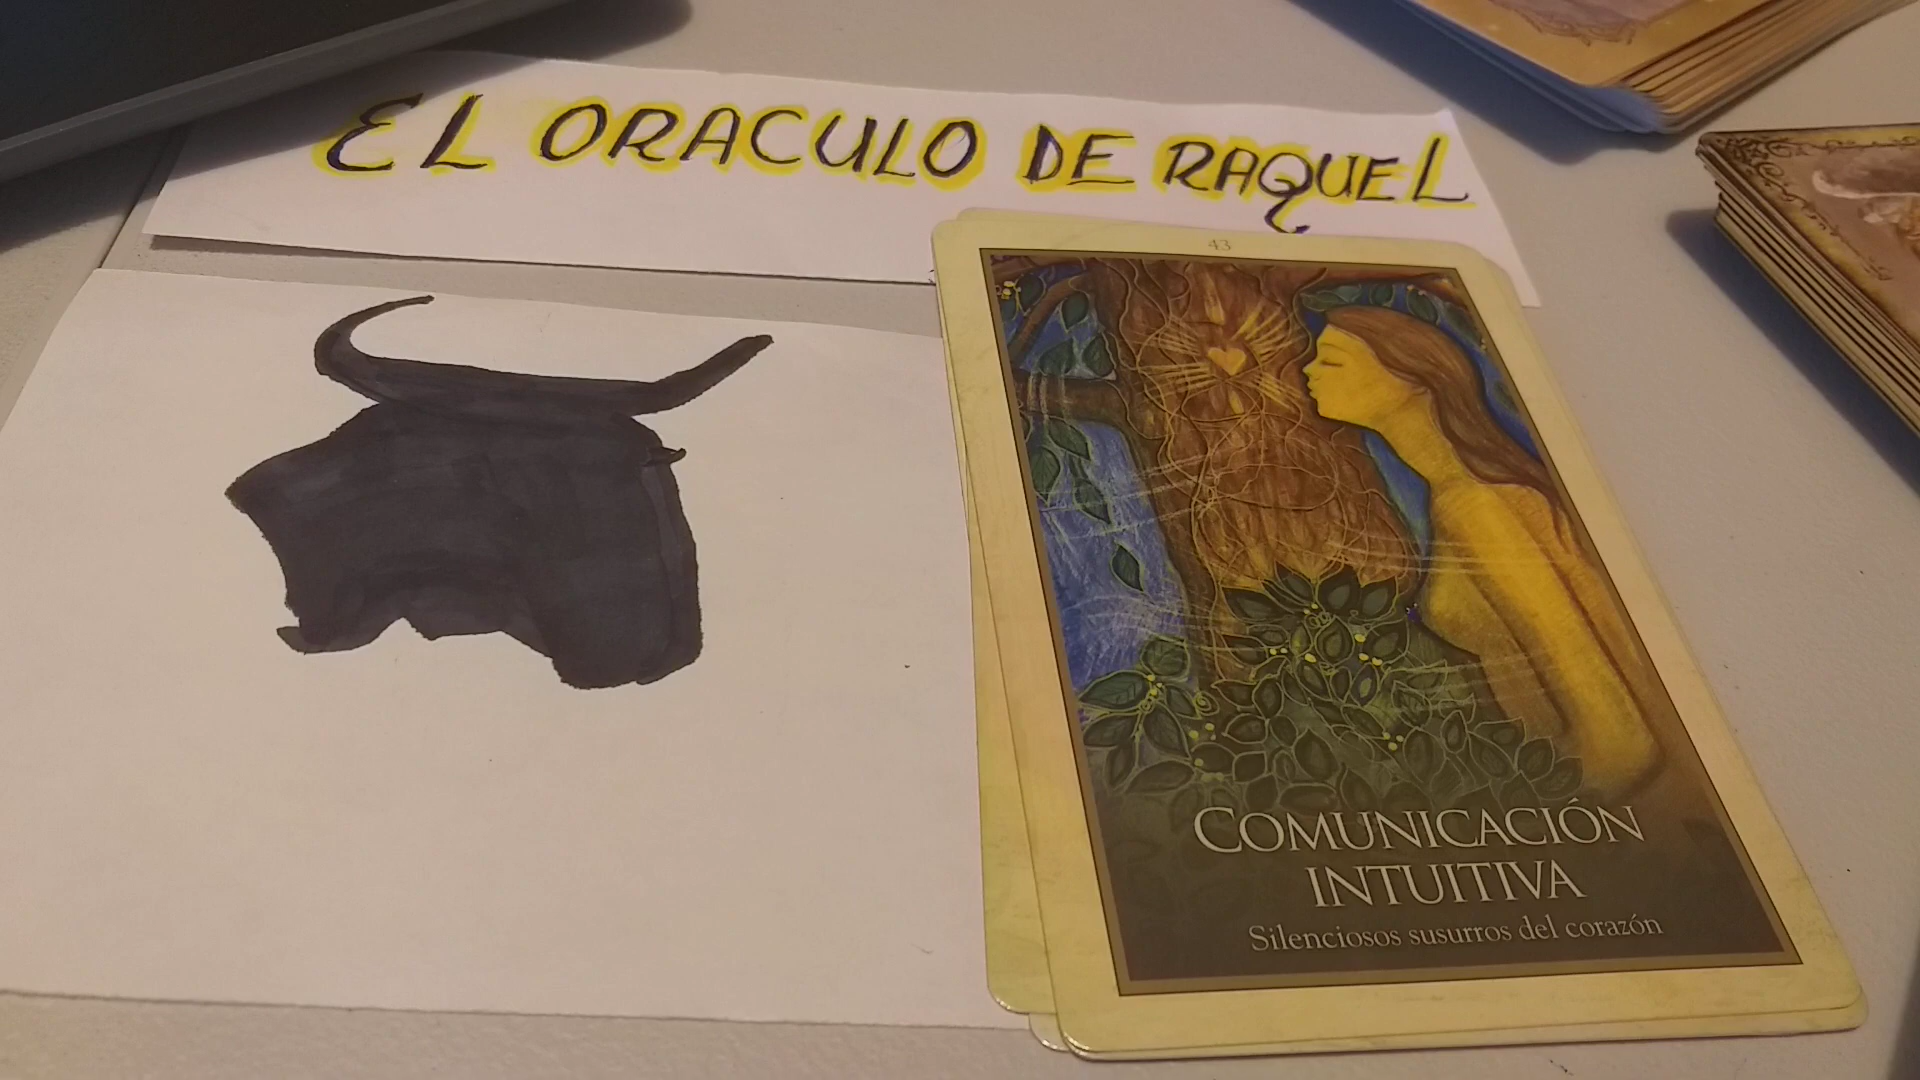 EL ORACULO DE RAQUEL
43
COMUNICACIÓN
INTUITIVA
Silenciosos susurros del corazón